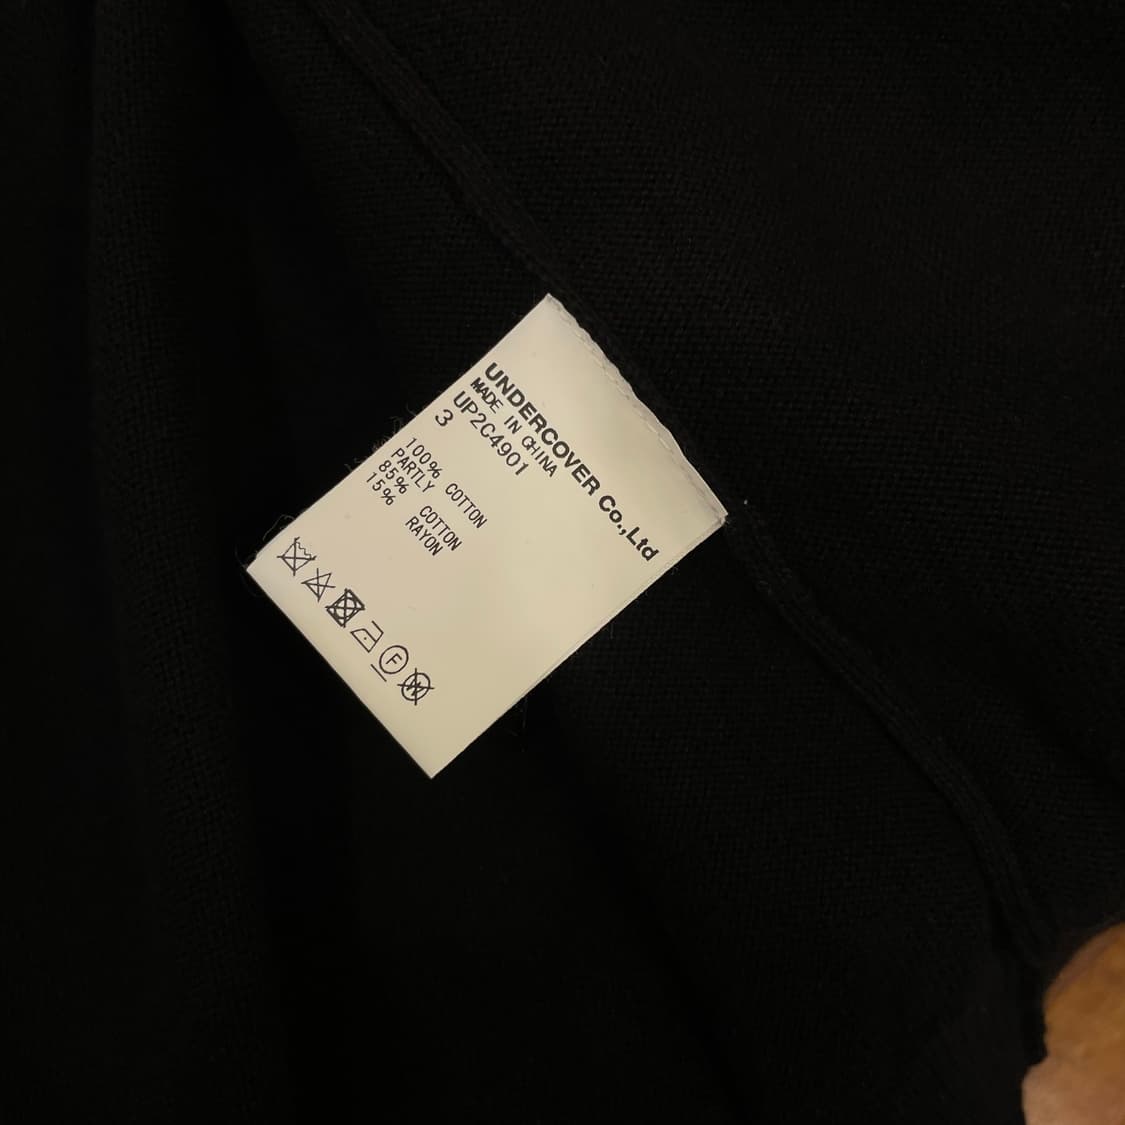 UNDERCOVER Co.,Ltd
MADE IN CHINA
UP2C4901
3
100% COTTON
PARTLY
85% COTTON
15% RAYON
F
W